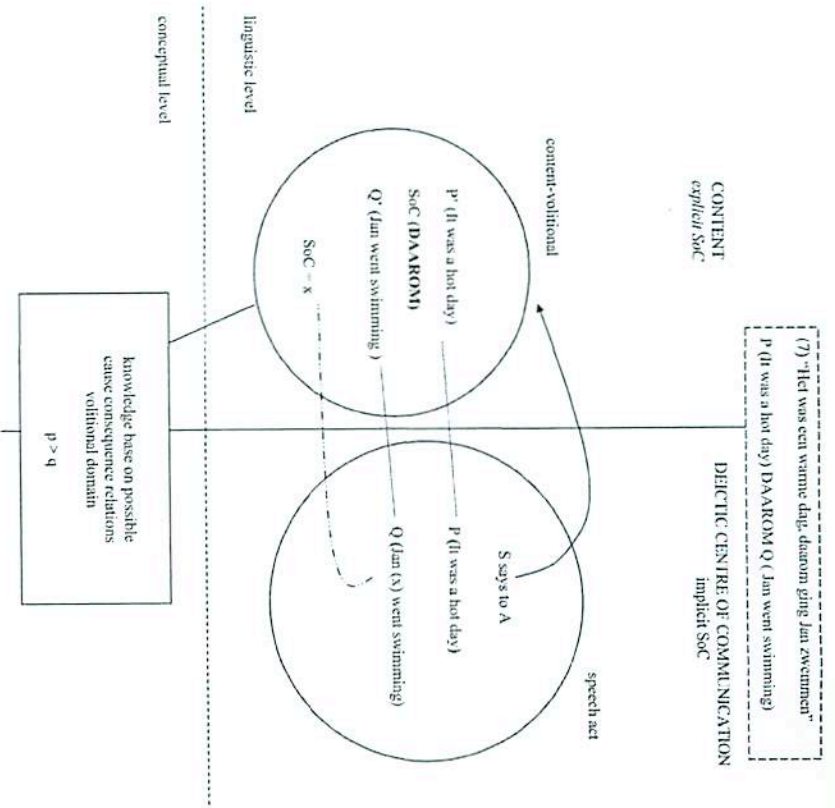 (7) "Het was een warme dag, daarom ging Jan zwemmen"
P (It was a hot day) DAAROM Q ( Jan went swimming)
CONTENT
explicit SoC
DEICTIC CENTRE OF COMMUNICATION
implicit SoC
content-volitional
speech act
P' (It was a hot day)
SoC (DAAROM)
Q' (Jan went swimming )
SoC = x
S says to A
P (It was a hot day)
Q (Jan (x) went swimming)
linguistic level
conceptual level
knowledge base on possible
cause consequence relations
volitional domain
p > q